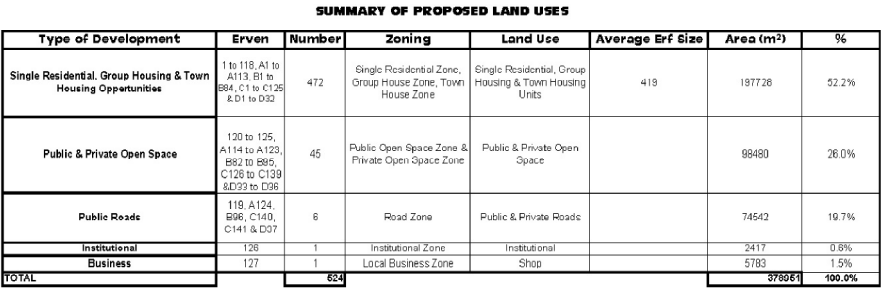 SUMMARY OF PROPOSED LAND USES
Type of Development Erven Number Zoning Land Use Average Erf Size Area (m²) %
Single Residential, Group Housing & Town Housing Opportunities 1 to 118, A1 to A113, B1 to B84, C1 to C125 & D1 to D32 472 Single Residential Zone, Group House Zone, Town House Zone Single Residential, Group Housing & Town Housing Units 419 197728 52.2%
Public & Private Open Space 120 to 125, A114 to A123, B82 to B95, C126 to C139 &D33 to D36 45 Public Open Space Zone & Private Open Space Zone Public & Private Open Space 98480 26.0%
Public Roads 119, A124, B96, C140, C141 & D37 6 Road Zone Public & Private Roads 74542 19.7%
Institutional 126 1 Institutional Zone Institutional 2417 0.6%
Business 127 1 Local Business Zone Shop 5783 1.5%
TOTAL 524 378951 100.0%